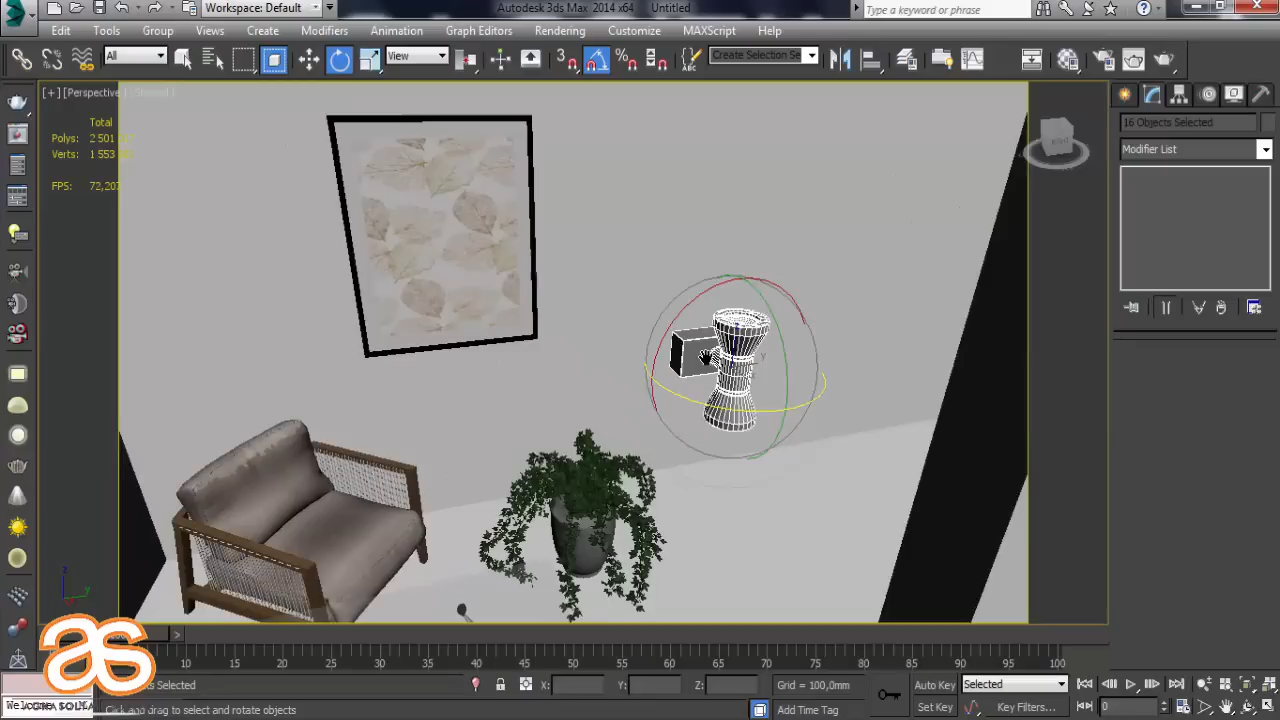 Workspace: Default
Autodesk 3ds Max 2014 x64 Untitled
Type a keyword or phrase
Edit Tools Group Views Create Modifiers Animation Graph Editors Rendering Customize MAXScript Help
All View 3 Create Selection Se
[+] [Perspective
Total
Polys: 2 501
Verts: 1 553
FPS: 72,207
16 Objects Selected
Modifier List
10 15 20 25 30 35 40 45 50 55 60 65 70 75 80 85 90 95 100
as
Selected X: Y: Z: Grid = 100,0mm Auto Key Selected
Welcome
Click and drag to select and rotate objects Add Time Tag Set Key Key Filters... 0